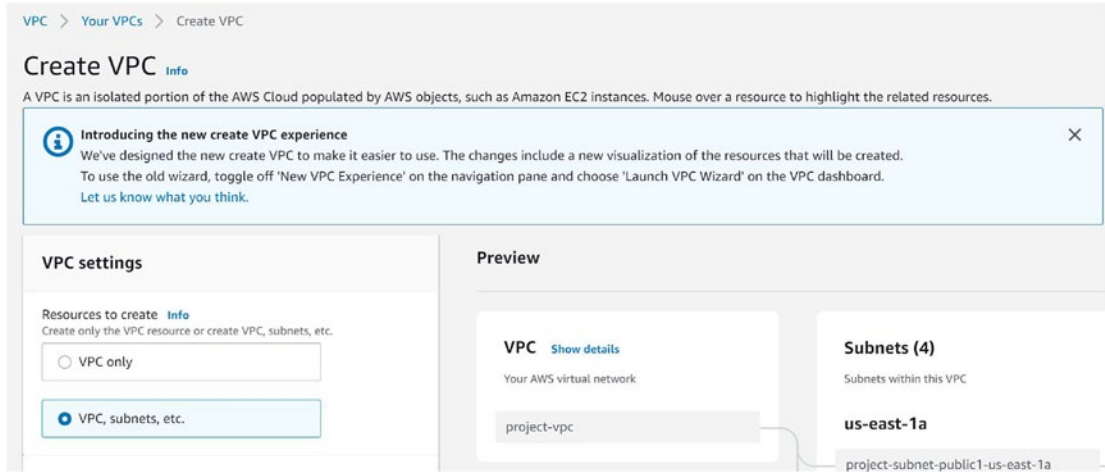 VPC > Your VPCs > Create VPC
Create VPC Info
A VPC is an isolated portion of the AWS Cloud populated by AWS objects, such as Amazon EC2 instances. Mouse over a resource to highlight the related resources.
Introducing the new create VPC experience
We've designed the new create VPC to make it easier to use. The changes include a new visualization of the resources that will be created.
To use the old wizard, toggle off 'New VPC Experience' on the navigation pane and choose 'Launch VPC Wizard' on the VPC dashboard.
Let us know what you think.
VPC settings
Resources to create Info
Create only the VPC resource or create VPC, subnets, etc.
VPC only
VPC, subnets, etc.
Preview
VPC Show details
Your AWS virtual network
project-vpc
Subnets (4)
Subnets within this VPC
us-east-1a
project-subnet-public1-us-east-1a